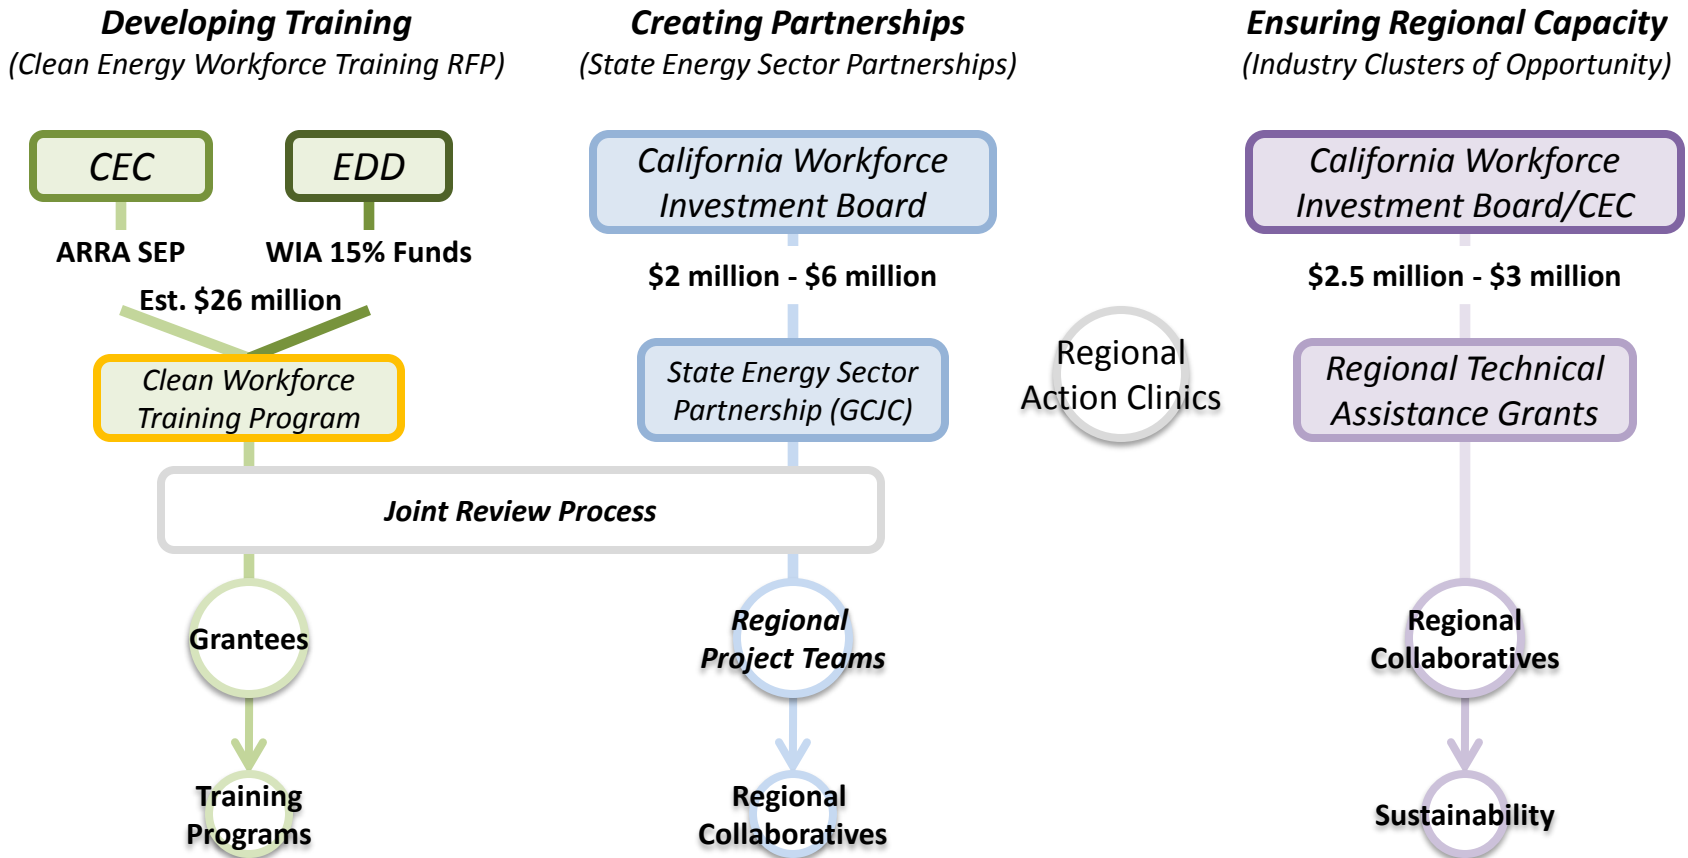 Developing Training
(Clean Energy Workforce Training RFP)
Creating Partnerships
(State Energy Sector Partnerships)
Ensuring Regional Capacity
(Industry Clusters of Opportunity)
CEC
EDD
ARRA SEP
WIA 15% Funds
Est. $26 million
Clean Workforce
Training Program
California Workforce
Investment Board
$2 million - $6 million
State Energy Sector
Partnership (GCJC)
Regional
Action Clinics
California Workforce
Investment Board/CEC
$2.5 million - $3 million
Regional Technical
Assistance Grants
Joint Review Process
Grantees
Training
Programs
Regional
Project Teams
Regional
Collaboratives
Regional
Collaboratives
Sustainability